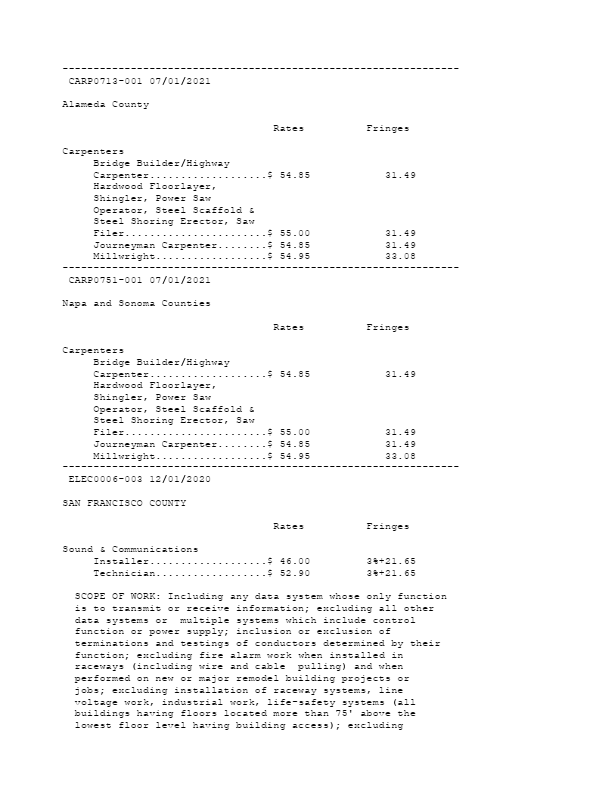 ----------------------------------------------------------------
CARP0713-001 07/01/2021
Alameda County
Rates Fringes
Carpenters
Bridge Builder/Highway
Carpenter...................$ 54.85 31.49
Hardwood Floorlayer,
Shingler, Power Saw
Operator, Steel Scaffold &
Steel Shoring Erector, Saw
Filer.......................$ 55.00 31.49
Journeyman Carpenter........$ 54.85 31.49
Millwright..................$ 54.95 33.08
----------------------------------------------------------------
CARP0751-001 07/01/2021
Napa and Sonoma Counties
Rates Fringes
Carpenters
Bridge Builder/Highway
Carpenter...................$ 54.85 31.49
Hardwood Floorlayer,
Shingler, Power Saw
Operator, Steel Scaffold &
Steel Shoring Erector, Saw
Filer.......................$ 55.00 31.49
Journeyman Carpenter........$ 54.85 31.49
Millwright..................$ 54.95 33.08
----------------------------------------------------------------
ELEC0006-003 12/01/2020
SAN FRANCISCO COUNTY
Rates Fringes
Sound & Communications
Installer...................$ 46.00 3%+21.65
Technician..................$ 52.90 3%+21.65
SCOPE OF WORK: Including any data system whose only function
is to transmit or receive information; excluding all other
data systems or  multiple systems which include control
function or power supply; inclusion or exclusion of
terminations and testings of conductors determined by their
function; excluding fire alarm work when installed in
raceways (including wire and cable  pulling) and when
performed on new or major remodel building projects or
jobs; excluding installation of raceway systems, line
voltage work, industrial work, life-safety systems (all
buildings having floors located more than 75' above the
lowest floor level having building access); excluding